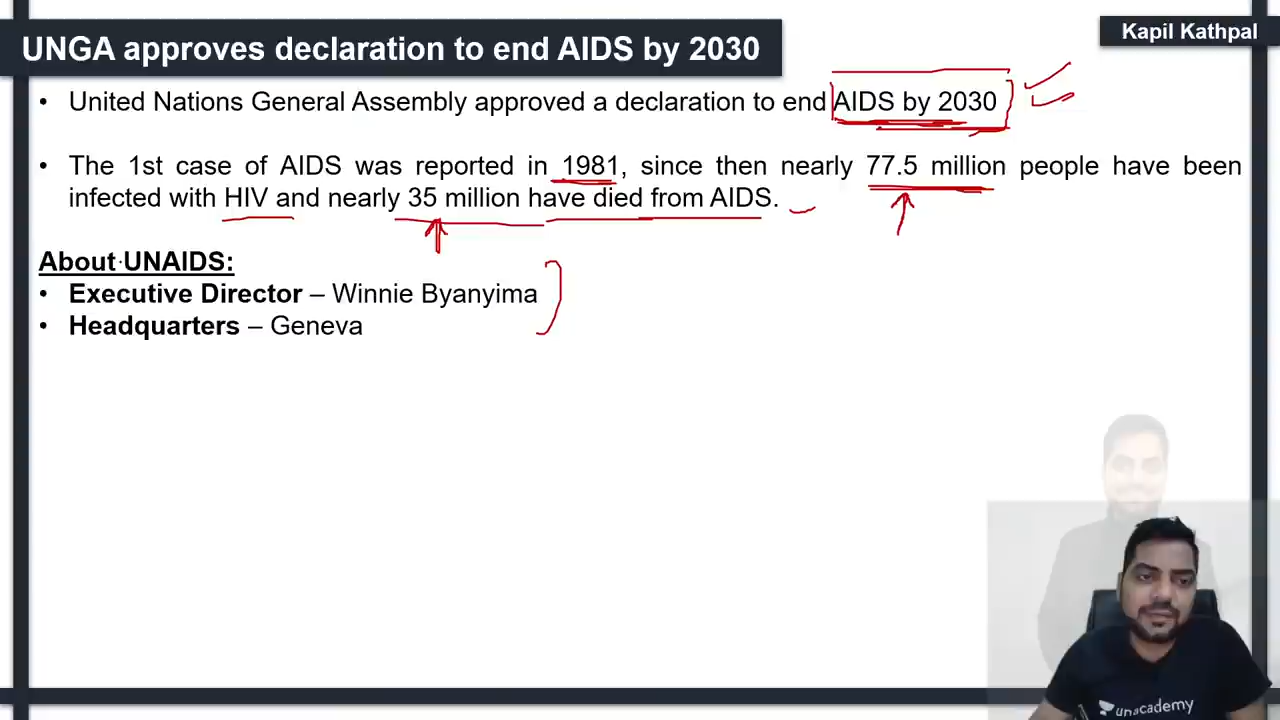 UNGA approves declaration to end AIDS by 2030
Kapil Kathpal
• United Nations General Assembly approved a declaration to end AIDS by 2030
• The 1st case of AIDS was reported in 1981, since then nearly 77.5 million people have been
infected with HIV and nearly 35 million have died from AIDS.
About UNAIDS:
• Executive Director – Winnie Byanyima
• Headquarters – Geneva
unacademy